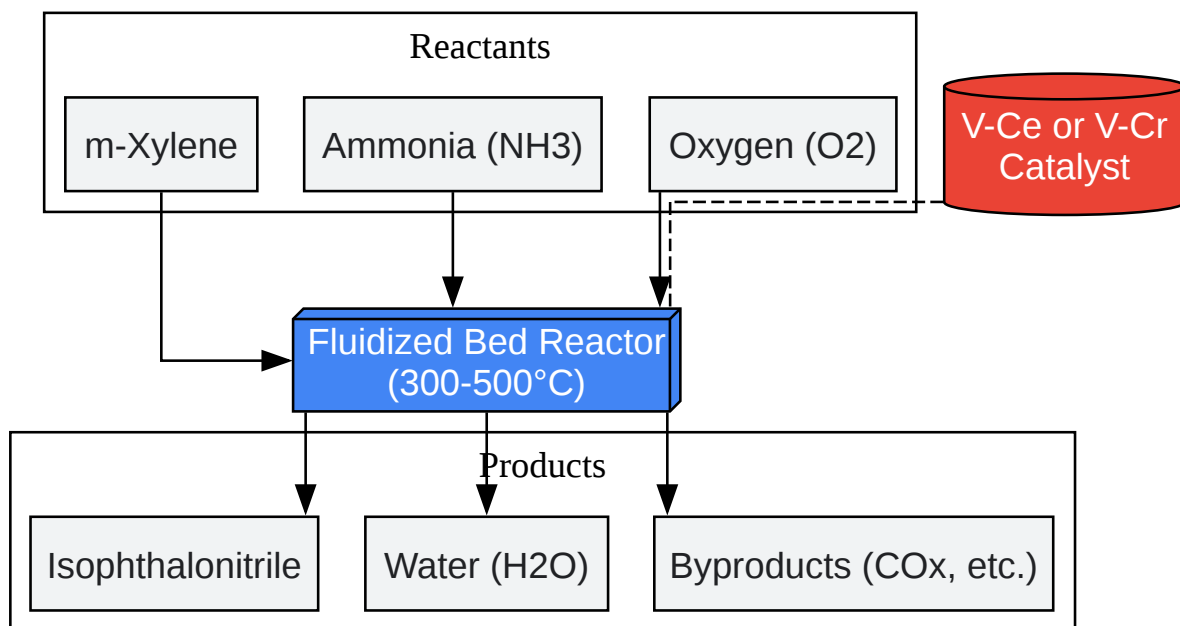 Reactants
m-Xylene
Ammonia (NH3)
Oxygen (O2)
V-Ce or V-Cr
Catalyst
Fluidized Bed Reactor
(300-500°C)
Products
Isophthalonitrile
Water (H2O)
Byproducts (COx, etc.)